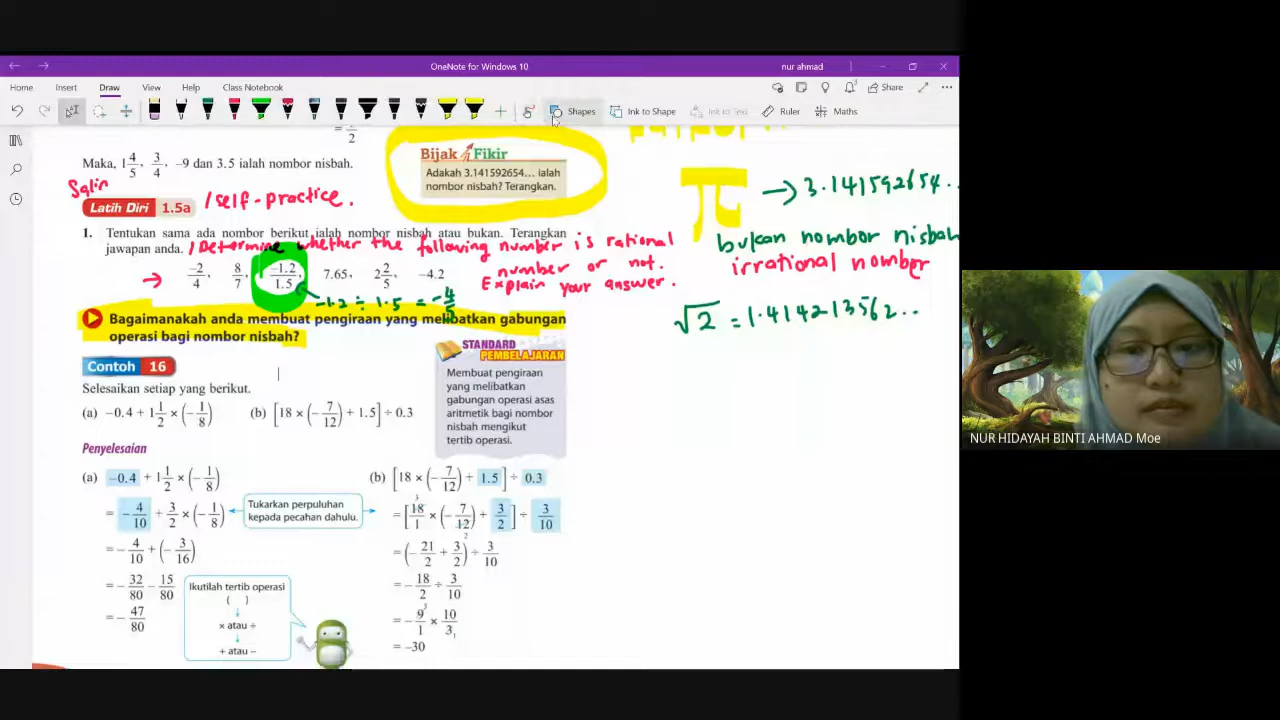 OneNote for Windows 10
nur ahmad
Home Insert Draw View Help Class Notebook
Share
Shapes Ink to Shape Ink to Text Ruler Maths
Maka, 1 4/5, 3/4, −9 dan 3.5 ialah nombor nisbah.
Bijak Fikir
Adakah 3.141592654... ialah
nombor nisbah? Terangkan.
π → 3.141592654..
bukan nombor nisbah
irrational number
√2 = 1.414213562..
Salin
Latih Diri 1.5a /self-practice.
1. Tentukan sama ada nombor berikut ialah nombor nisbah atau bukan. Terangkan
jawapan anda. /Determine whether the following number is rational
number or not.
Explain your answer.
→ −2/4, 8/7, −1.2/1.5, 7.65, 2 2/5, −4.2
−1.2 ÷ 1.5 = −4/5
Bagaimanakah anda membuat pengiraan yang melibatkan gabungan
operasi bagi nombor nisbah?
Contoh 16
Selesaikan setiap yang berikut.
(a) −0.4 + 1 1/2 × (−1/8) (b) [18 × (−7/12) + 1.5] ÷ 0.3
STANDARD
PEMBELAJARAN
Membuat pengiraan
yang melibatkan
gabungan operasi asas
aritmetik bagi nombor
nisbah mengikut
tertib operasi.
Penyelesaian
(a) −0.4 + 1 1/2 × (−1/8)
= −4/10 + 3/2 × (−1/8)
= −4/10 + (−3/16)
= −32/80 − 15/80
= −47/80
Tukarkan perpuluhan
kepada pecahan dahulu.
Ikutilah tertib operasi
( )
↓
× atau ÷
↓
+ atau −
(b) [18 × (−7/12) + 1.5] ÷ 0.3
= [18/1 × (−7/12) + 3/2] ÷ 3/10
= (−21/2 + 3/2) ÷ 3/10
= −18/2 ÷ 3/10
= −9/1 × 10/3
= −30
NUR HIDAYAH BINTI AHMAD Moe